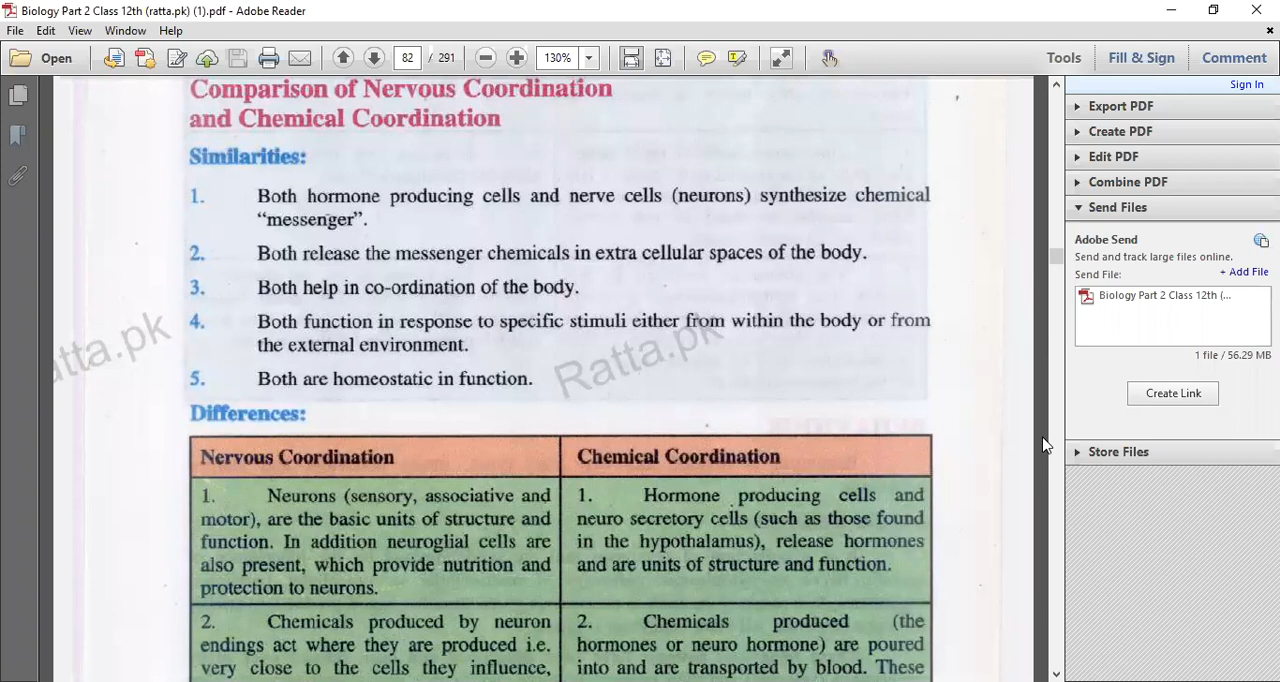 Biology Part 2 Class 12th (ratta.pk) (1).pdf - Adobe Reader
File Edit View Window Help
Open 82 / 291 130% Tools Fill & Sign Comment
Sign In
Export PDF
Create PDF
Edit PDF
Combine PDF
Send Files
Adobe Send
Send and track large files online.
Send File: + Add File
Biology Part 2 Class 12th (...
1 file / 56.29 MB
Create Link
Store Files
Comparison of Nervous Coordination
and Chemical Coordination
Similarities:
1. Both hormone producing cells and nerve cells (neurons) synthesize chemical
“messenger”.
2. Both release the messenger chemicals in extra cellular spaces of the body.
3. Both help in co-ordination of the body.
4. Both function in response to specific stimuli either from within the body or from
the external environment.
5. Both are homeostatic in function.
atta.pk
Ratta.pk
Differences:
Nervous Coordination
1. Neurons (sensory, associative and
motor), are the basic units of structure and
function. In addition neuroglial cells are
also present, which provide nutrition and
protection to neurons.
2. Chemicals produced by neuron
endings act where they are produced i.e.
very close to the cells they influence,
Chemical Coordination
1. Hormone producing cells and
neuro secretory cells (such as those found
in the hypothalamus), release hormones
and are units of structure and function.
2. Chemicals produced (the
hormones or neuro hormone) are poured
into and are transported by blood. These